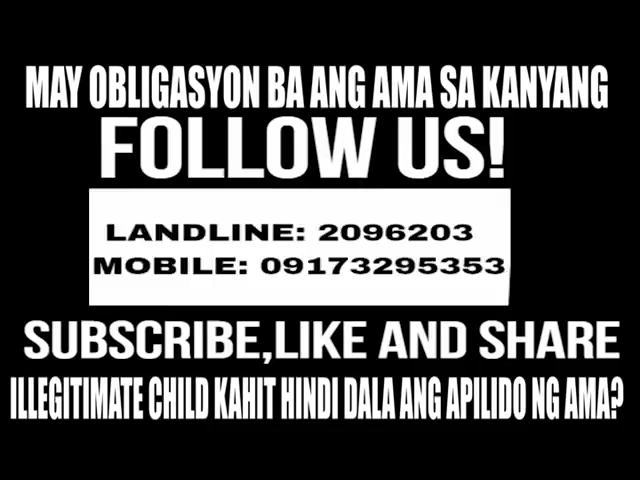 MAY OBLIGASYON BA ANG AMA SA KANYANG
FOLLOW US!
LANDLINE: 2096203
MOBILE: 09173295353
SUBSCRIBE,LIKE AND SHARE
ILLEGITIMATE CHILD KAHIT HINDI DALA ANG APILIDO NG AMA?